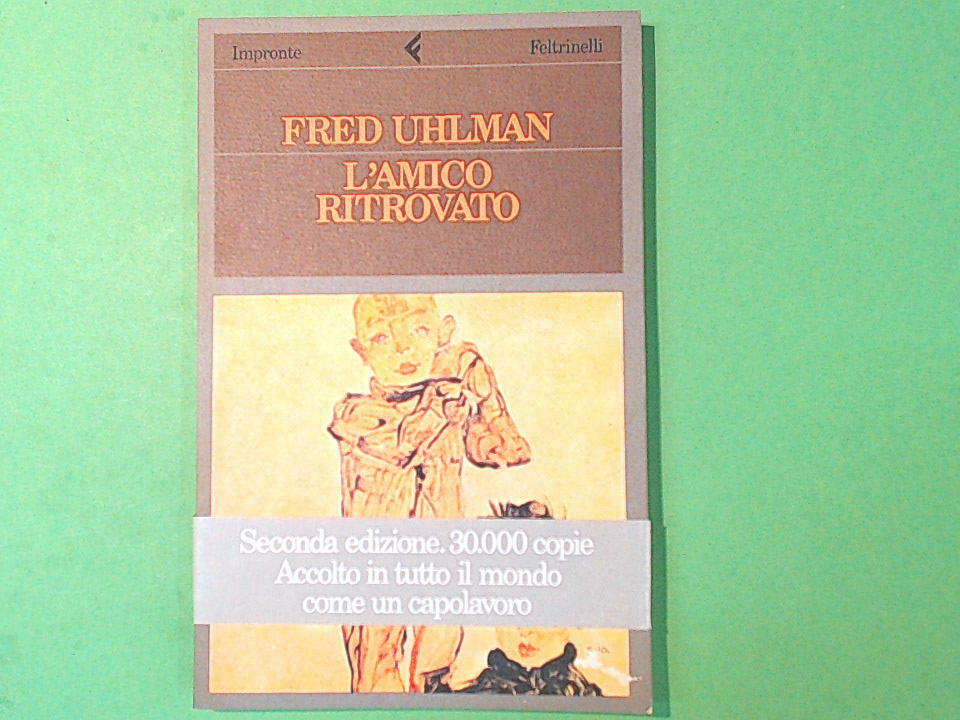 Impronte
Feltrinelli
FRED UHLMAN
L'AMICO
RITROVATO
Seconda edizione. 30.000 copie
Accolto in tutto il mondo
come un capolavoro